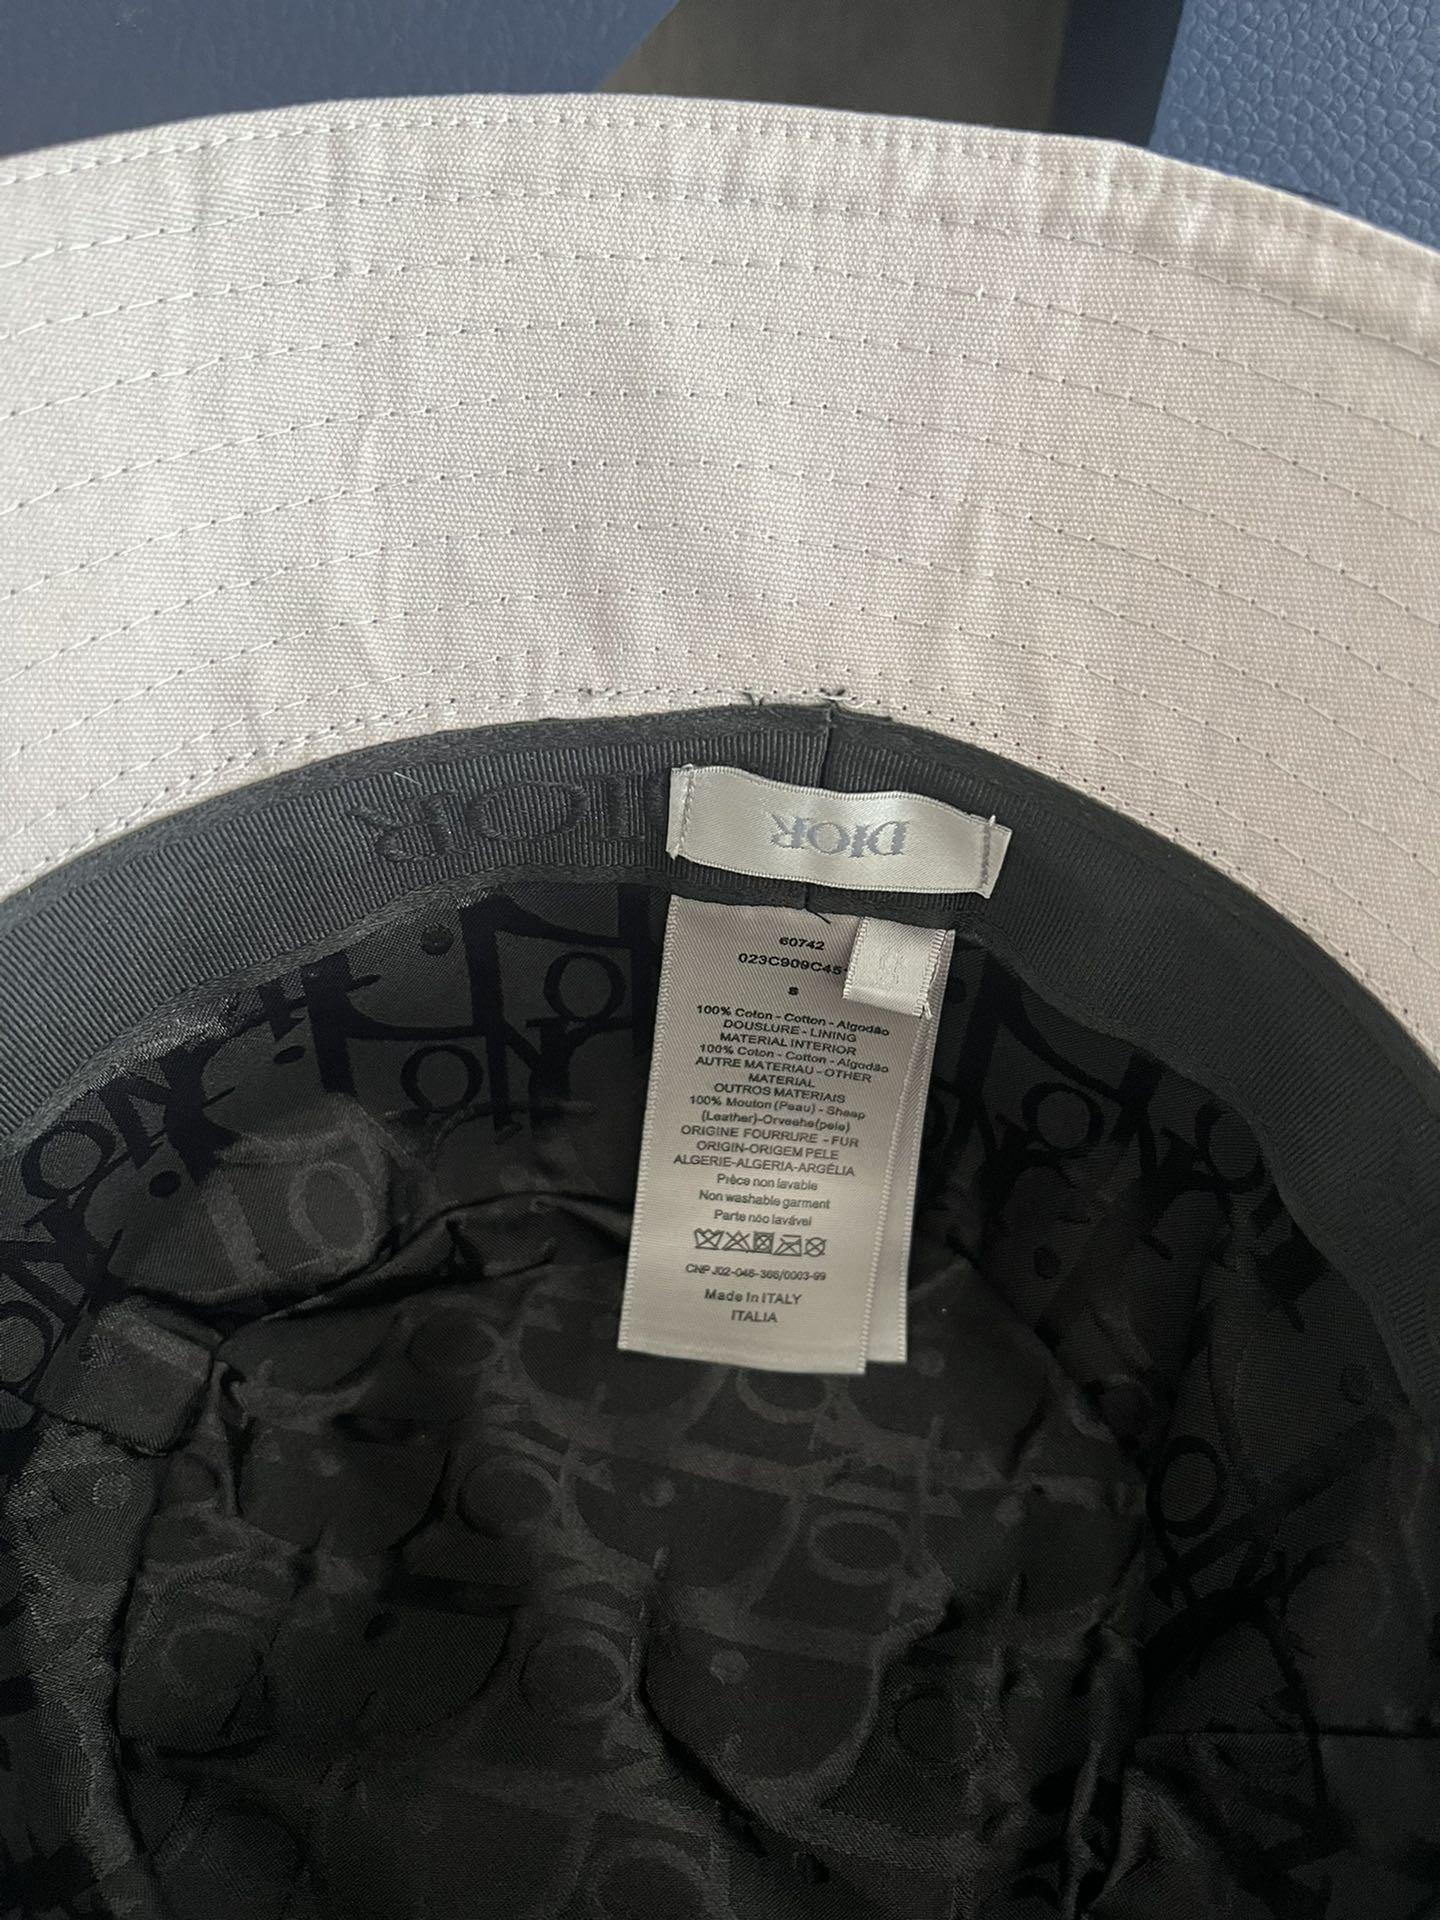 DIOR
DIOR
60742
023C909C45
S
100% Coton - Cotton - Algodão
DOUSLURE - LINING
MATERIAL INTERIOR
100% Coton - Cotton - Algodão
AUTRE MATERIAU - OTHER
MATERIAL
OUTROS MATERIAIS
100% Mouton (Peau) - Sheep
(Leather)-Orveehe(pele)
ORIGINE FOURRURE - FUR
ORIGIN-ORIGEM PELE
ALGERIE-ALGERIA-ARGÉLIA
Prèce non lavable
Non washable garment
Parte nóo lavável
CNP J02-046-366/0003-99
Made In ITALY
ITALIA